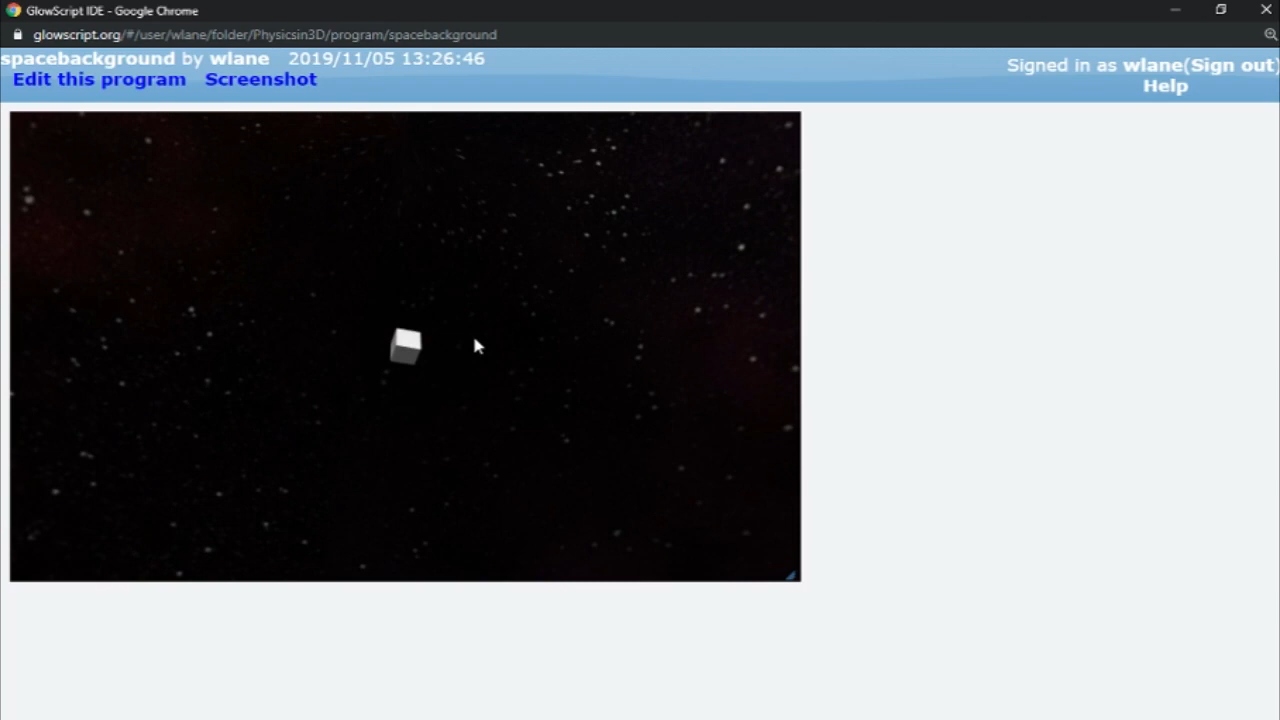 GlowScript IDE - Google Chrome
glowscript.org/#/user/wlane/folder/Physicsin3D/program/spacebackground
spacebackground by wlane 2019/11/05 13:26:46
Edit this program Screenshot
Signed in as wlane(Sign out)
Help